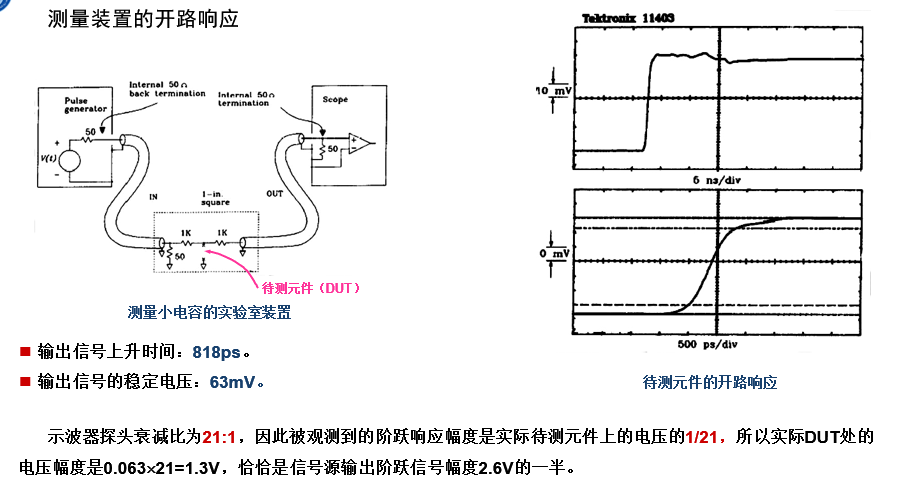 测量装置的开路响应
Tektronix 11403
Pulse
generator
Internal 50Ω
back termination
Internal 50Ω
termination
Scope
50
+
V(t)
−
+
−
50
IN
OUT
1-in.
square
1K
1K
50
待测元件（DUT）
测量小电容的实验室装置
10 mV
5 ns/div
0 mV
500 ps/div
待测元件的开路响应
输出信号上升时间：818ps。
输出信号的稳定电压：63mV。
示波器探头衰减比为21:1，因此被观测到的阶跃响应幅度是实际待测元件上的电压的1/21，所以实际DUT处的
电压幅度是0.063×21=1.3V，恰恰是信号源输出阶跃信号幅度2.6V的一半。